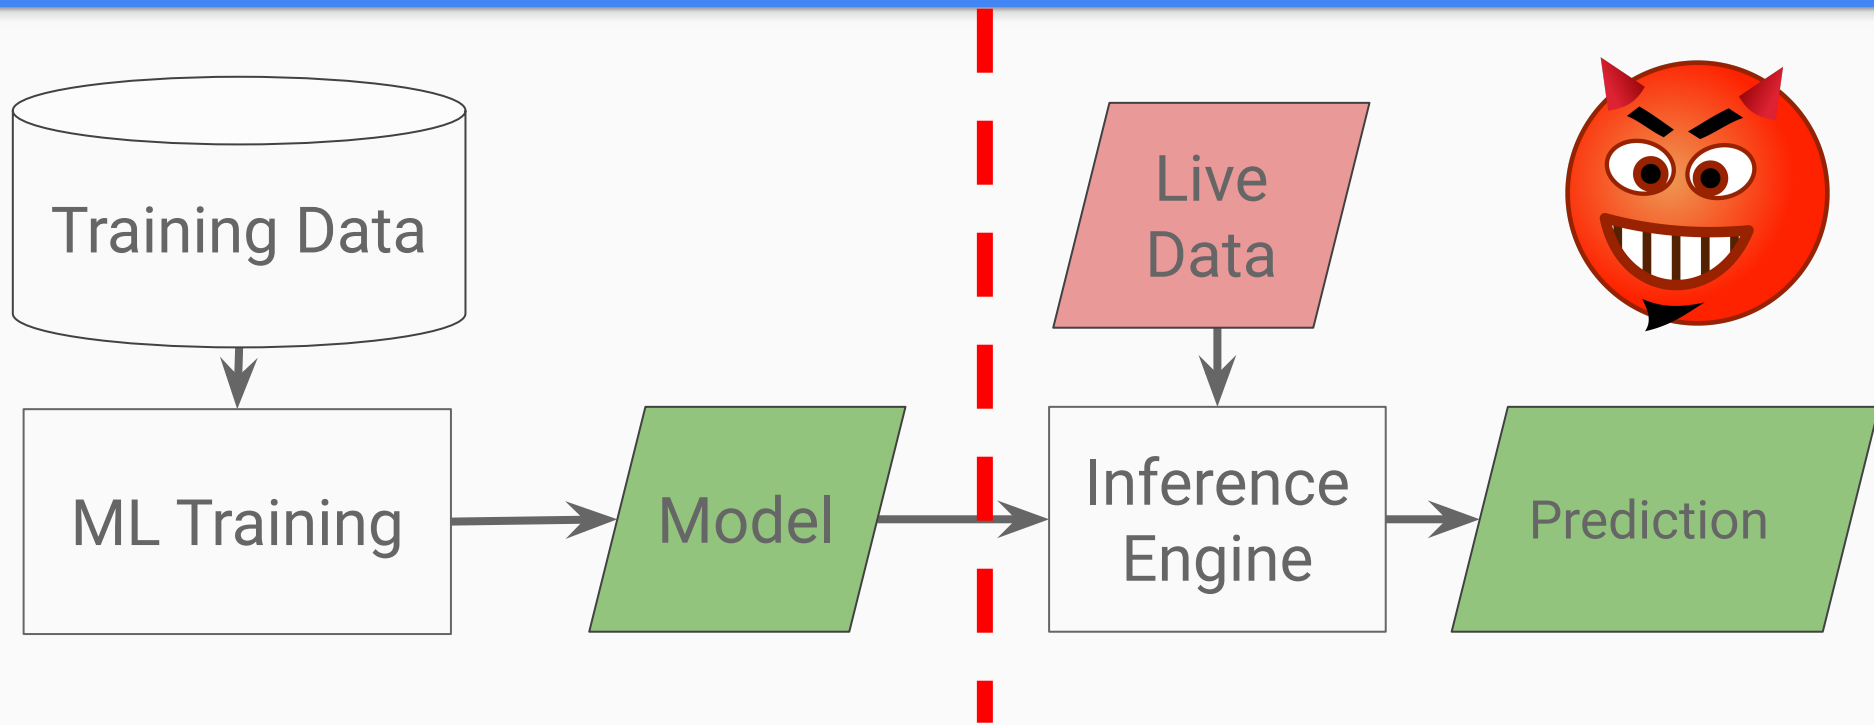 Training Data
ML Training
Model
Live
Data
Inference
Engine
Prediction